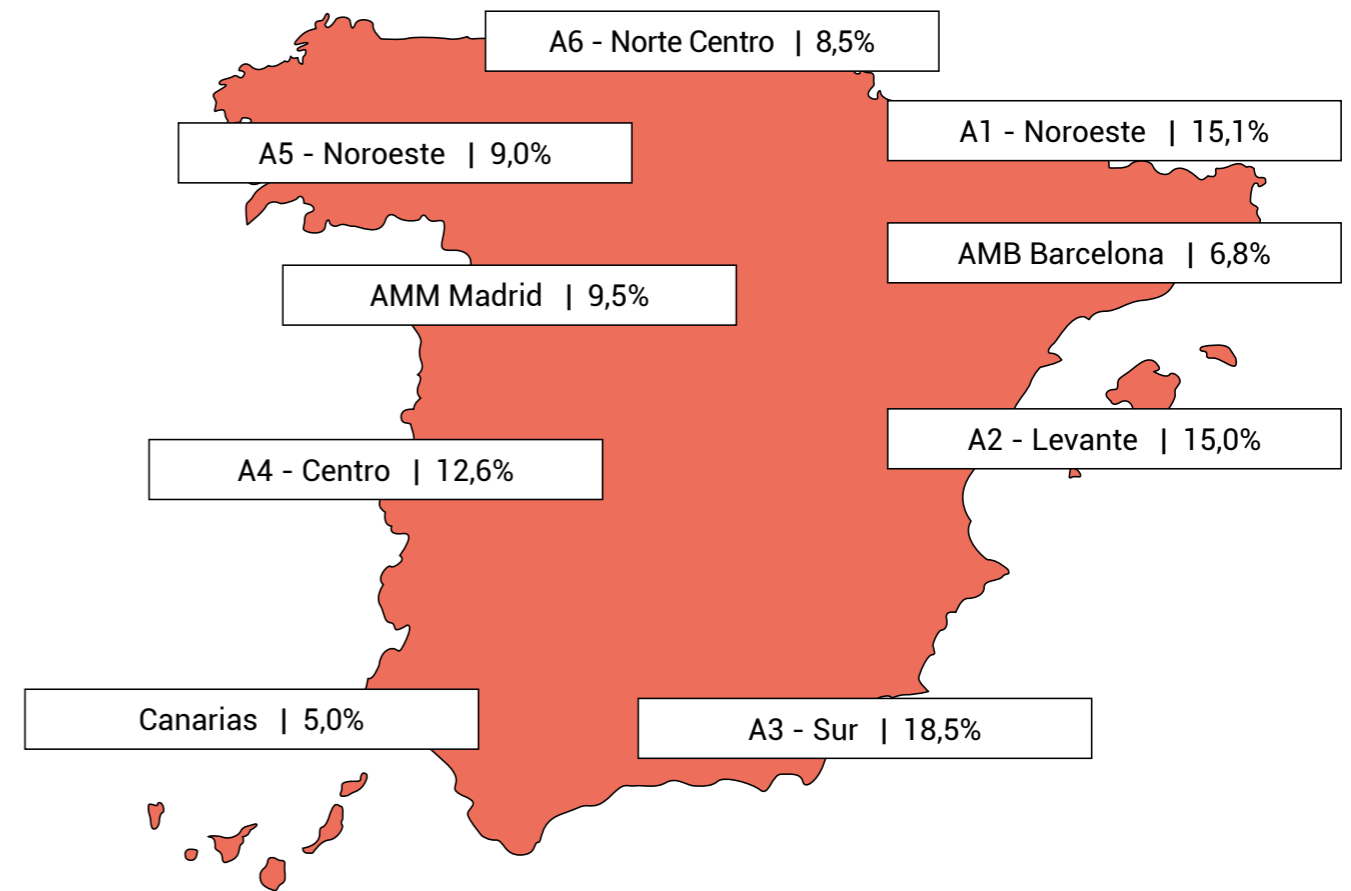 A6 - Norte Centro | 8,5%
A1 - Noroeste | 15,1%
A5 - Noroeste | 9,0%
AMB Barcelona | 6,8%
AMM Madrid | 9,5%
A2 - Levante | 15,0%
A4 - Centro | 12,6%
Canarias | 5,0%
A3 - Sur | 18,5%